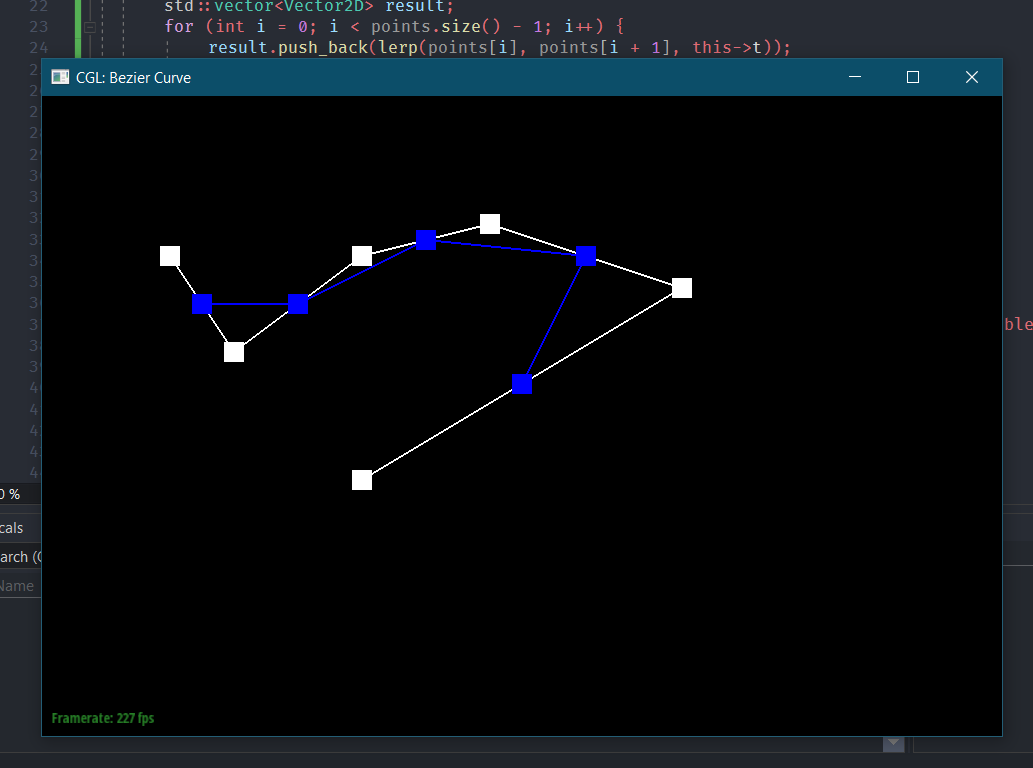 22 std::vector<Vector2D> result;
23 for (int i = 0; i < points.size() - 1; i++) {
24 result.push_back(lerp(points[i], points[i + 1], this->t));
CGL: Bezier Curve
ble
0 %
cals
arch (
Name
Framerate: 227 fps